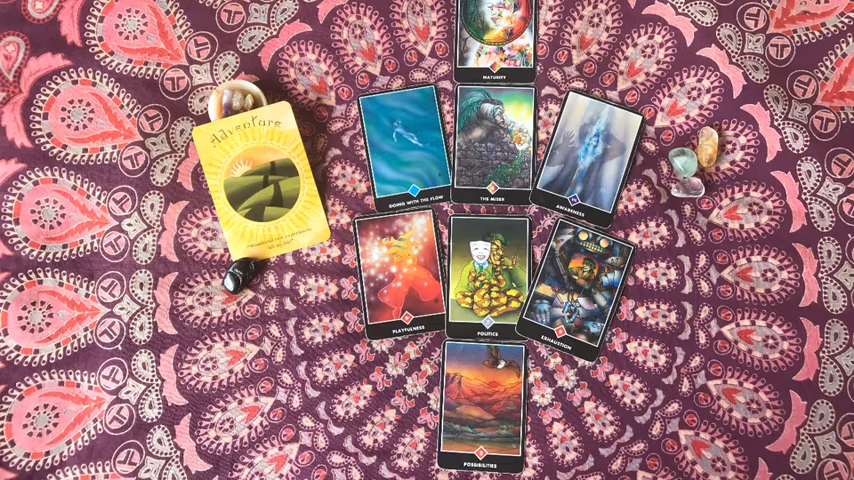 MATURITY
Adventure
GOING WITH THE FLOW
THE MISER
AWARENESS
PLAYFULNESS
POLITICS
EXHAUSTION
POSSIBILITIES